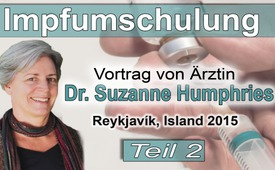 Impfumschulung
Vortrag von Ärztin
Dr. Suzanne Humphries
Reykjavík, Island 2015
Teil 2